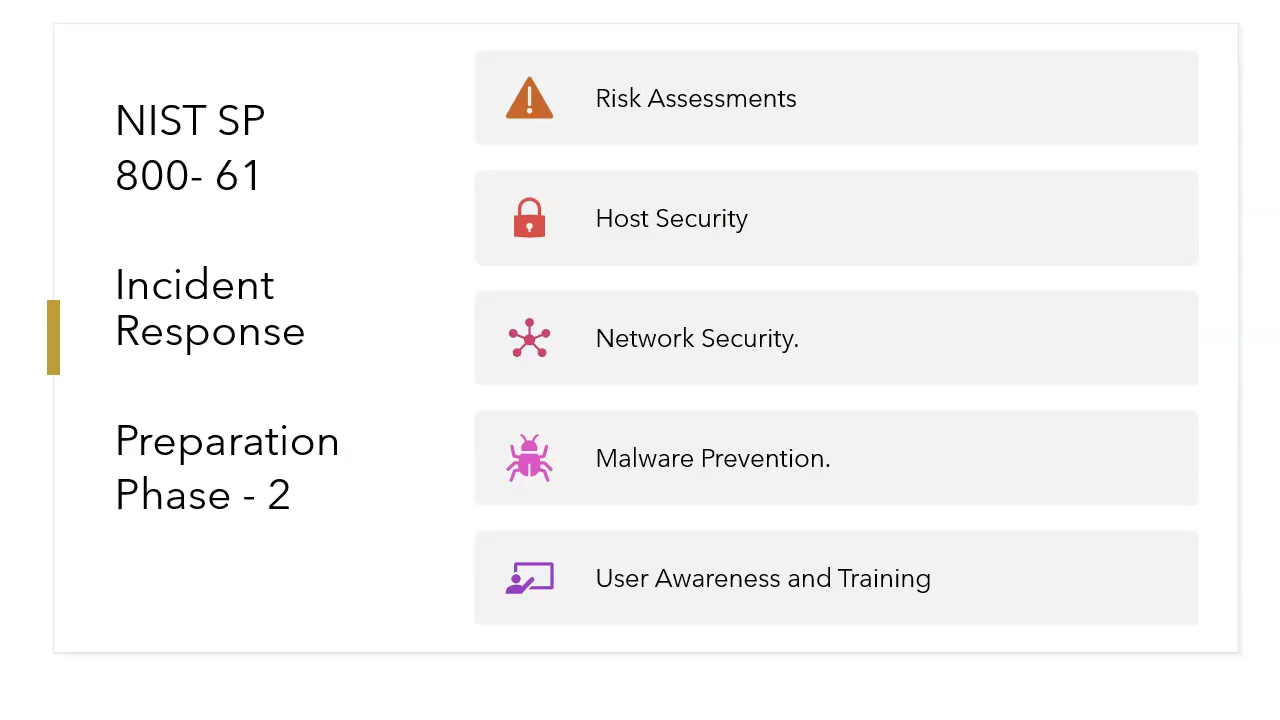 NIST SP
800- 61
Incident
Response
Preparation
Phase - 2
Risk Assessments
Host Security
Network Security.
Malware Prevention.
User Awareness and Training